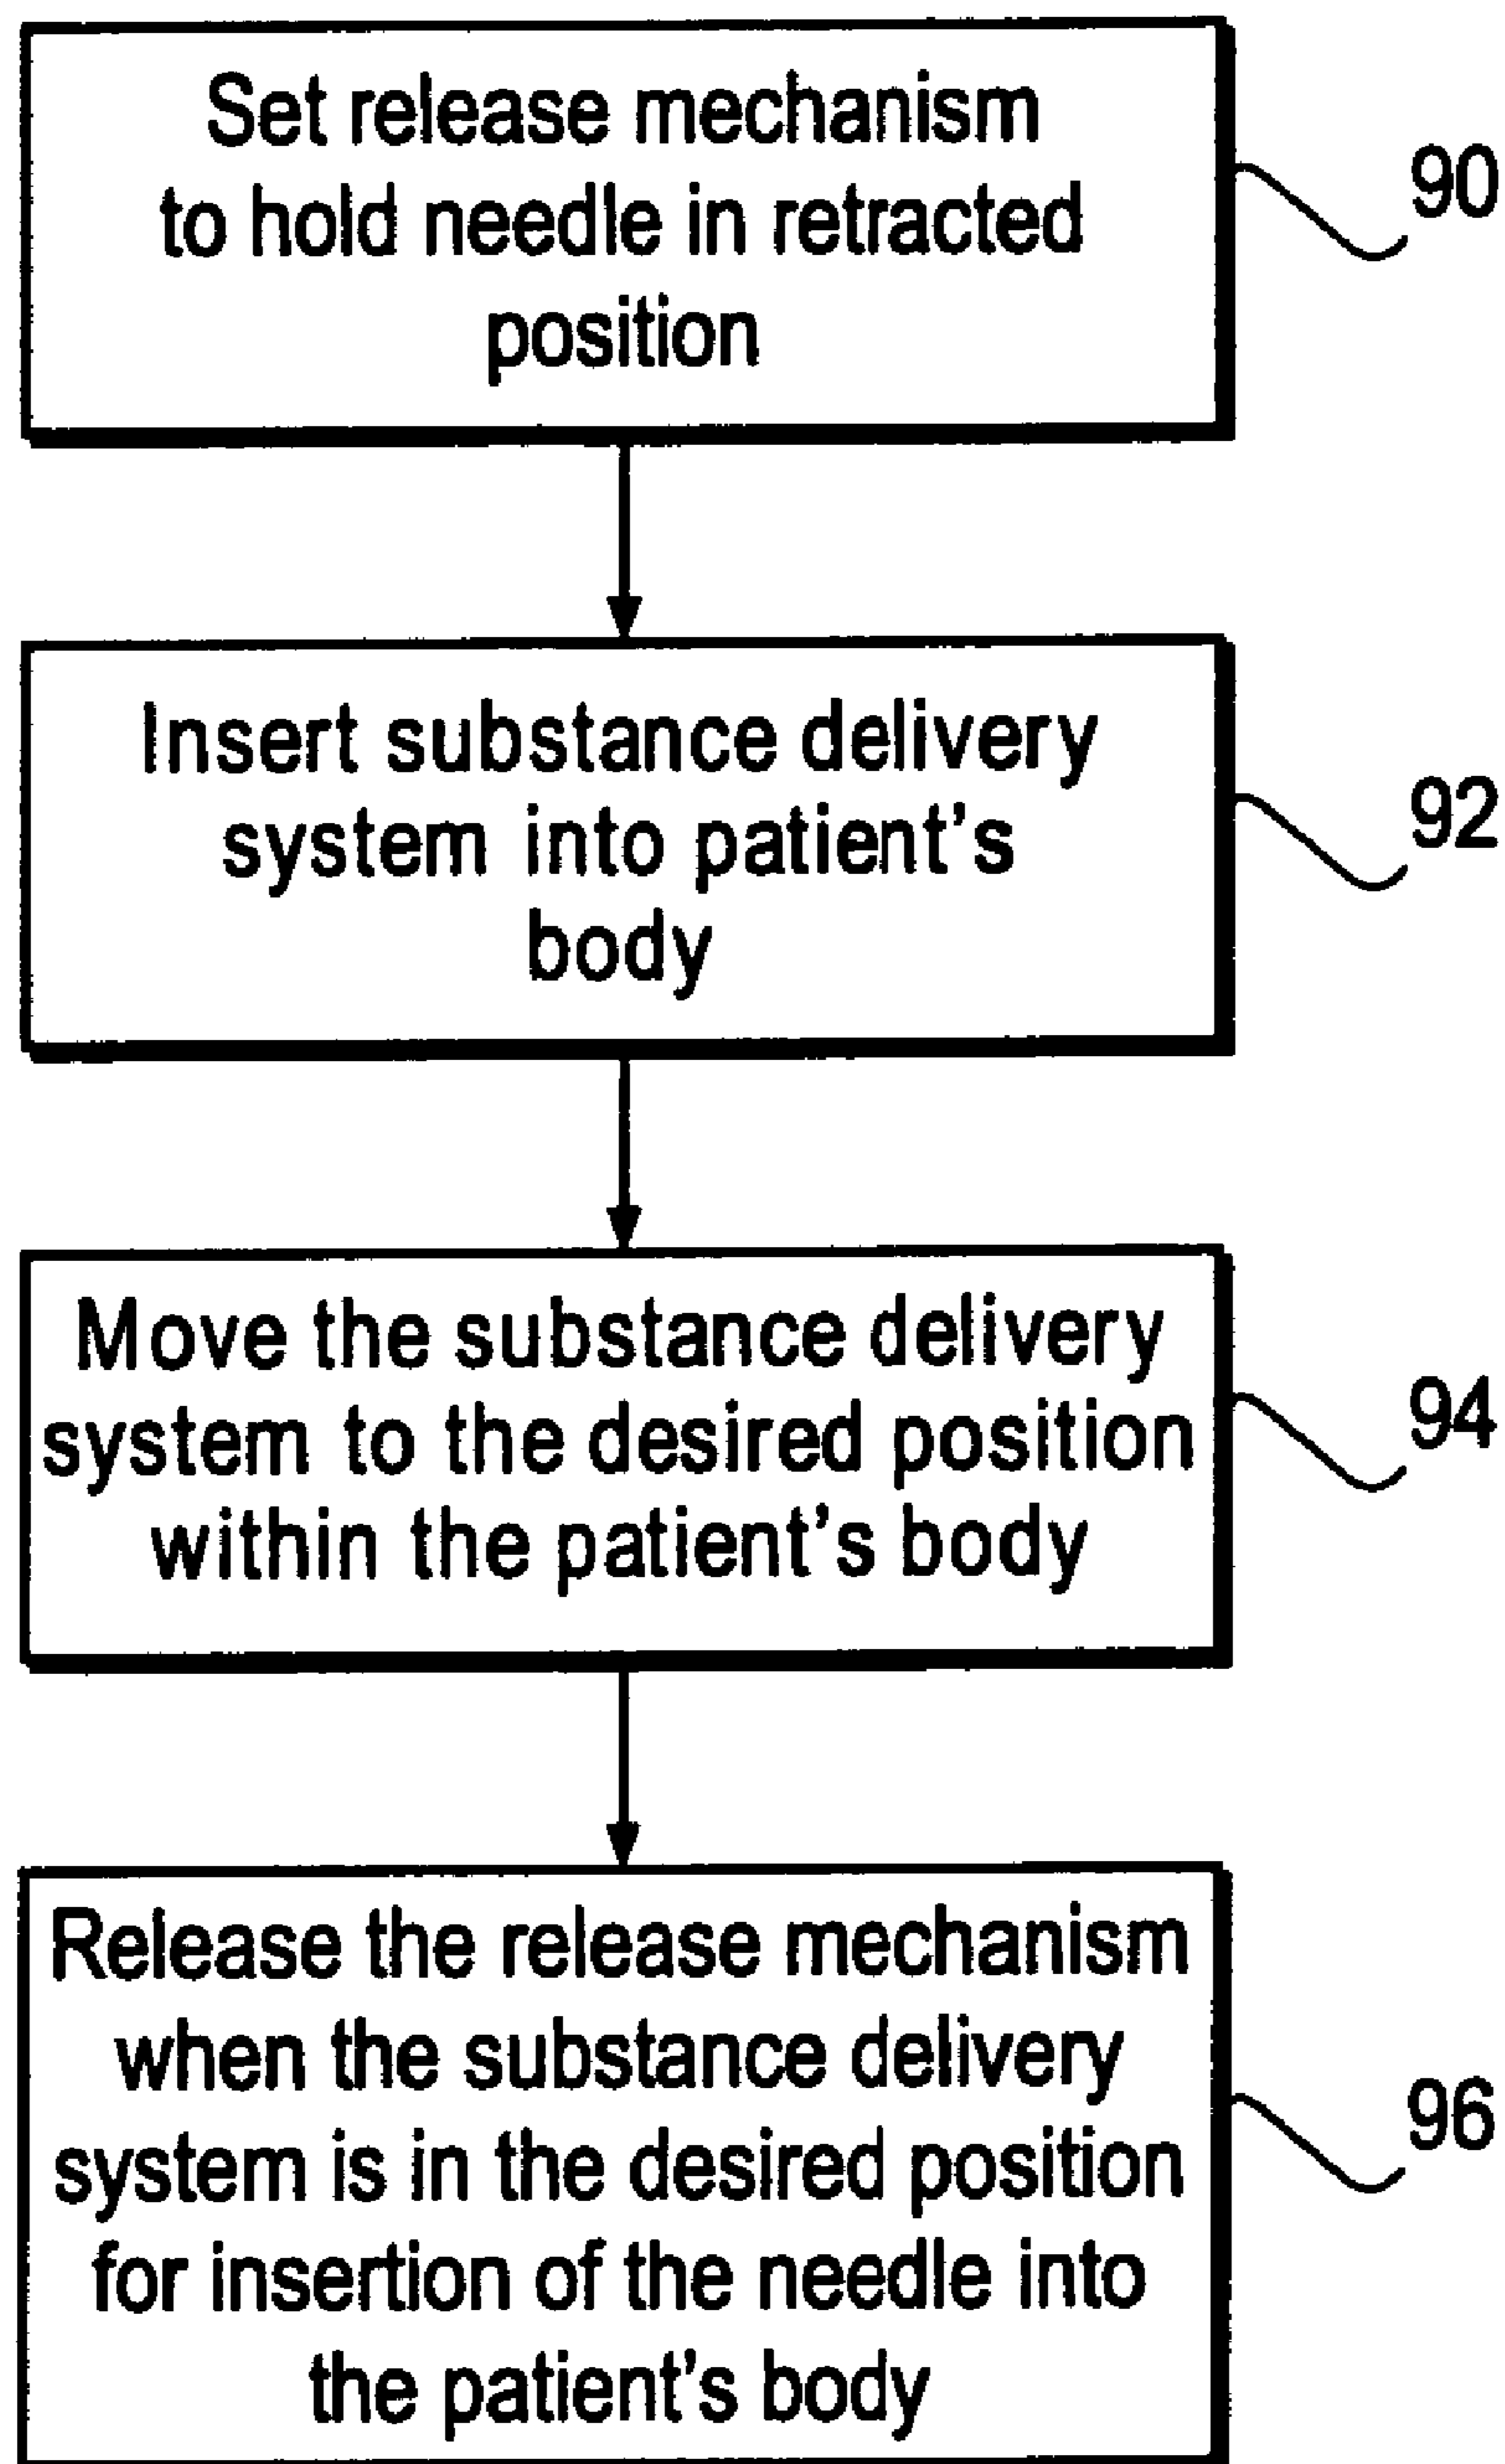 Set release mechanism
to hold needle in retracted
position
90
Insert substance delivery
system into patient's
body
92
Move the substance delivery
system to the desired position
within the patient's body
94
Release the release mechanism
when the substance delivery
system is in the desired position
for insertion of the needle into
the patient's body
96